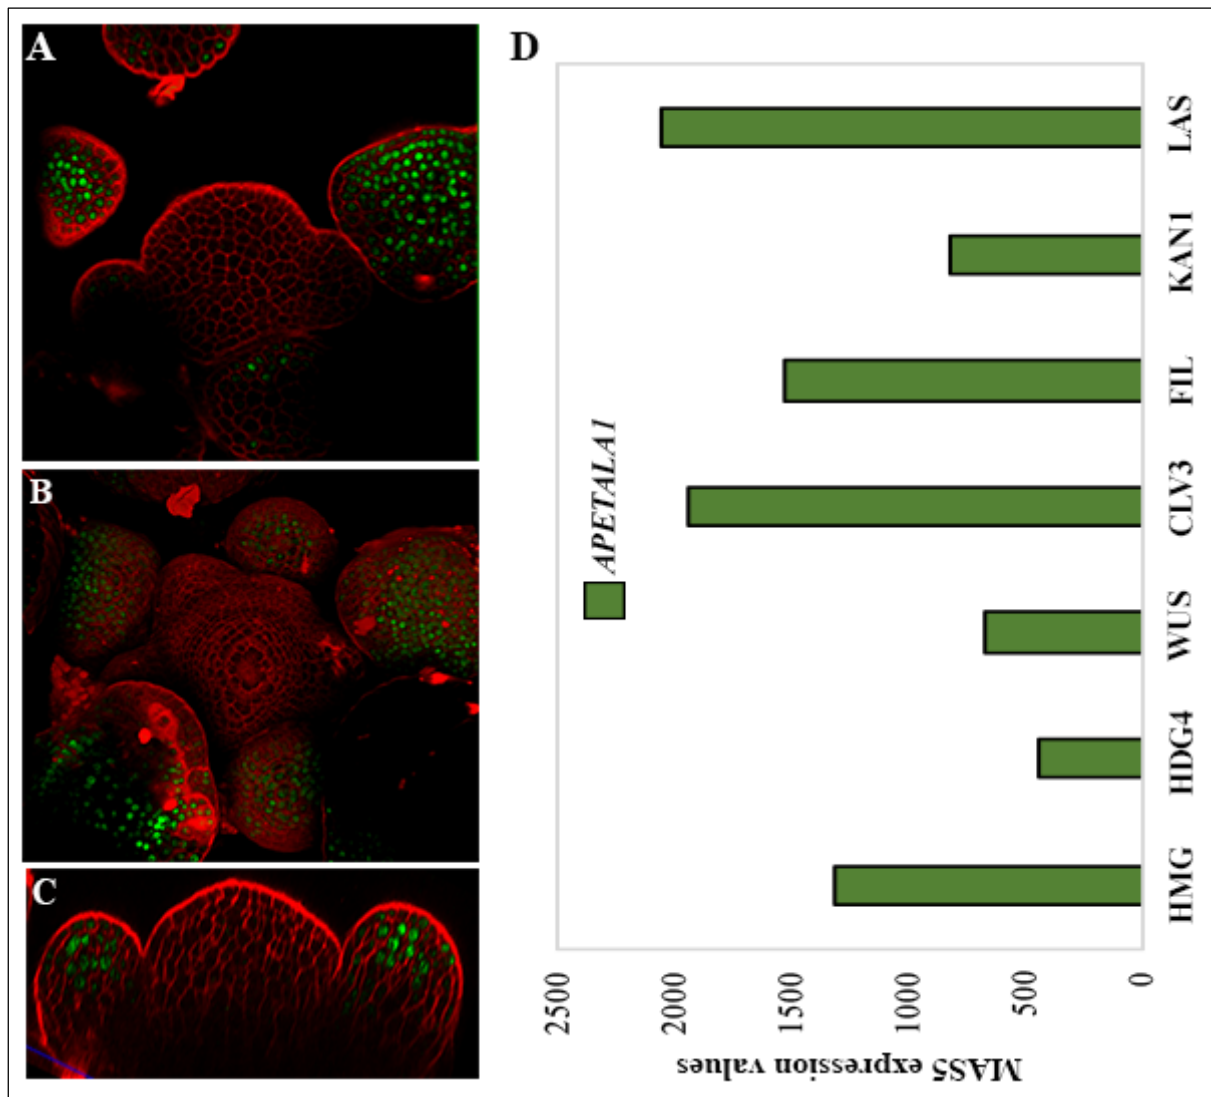 A
B
C
D
APETALA1
MAS5 expression values
2500
2000
1500
1000
500
0
HMG
HDG4
WUS
CLV3
FIL
KAN1
LAS